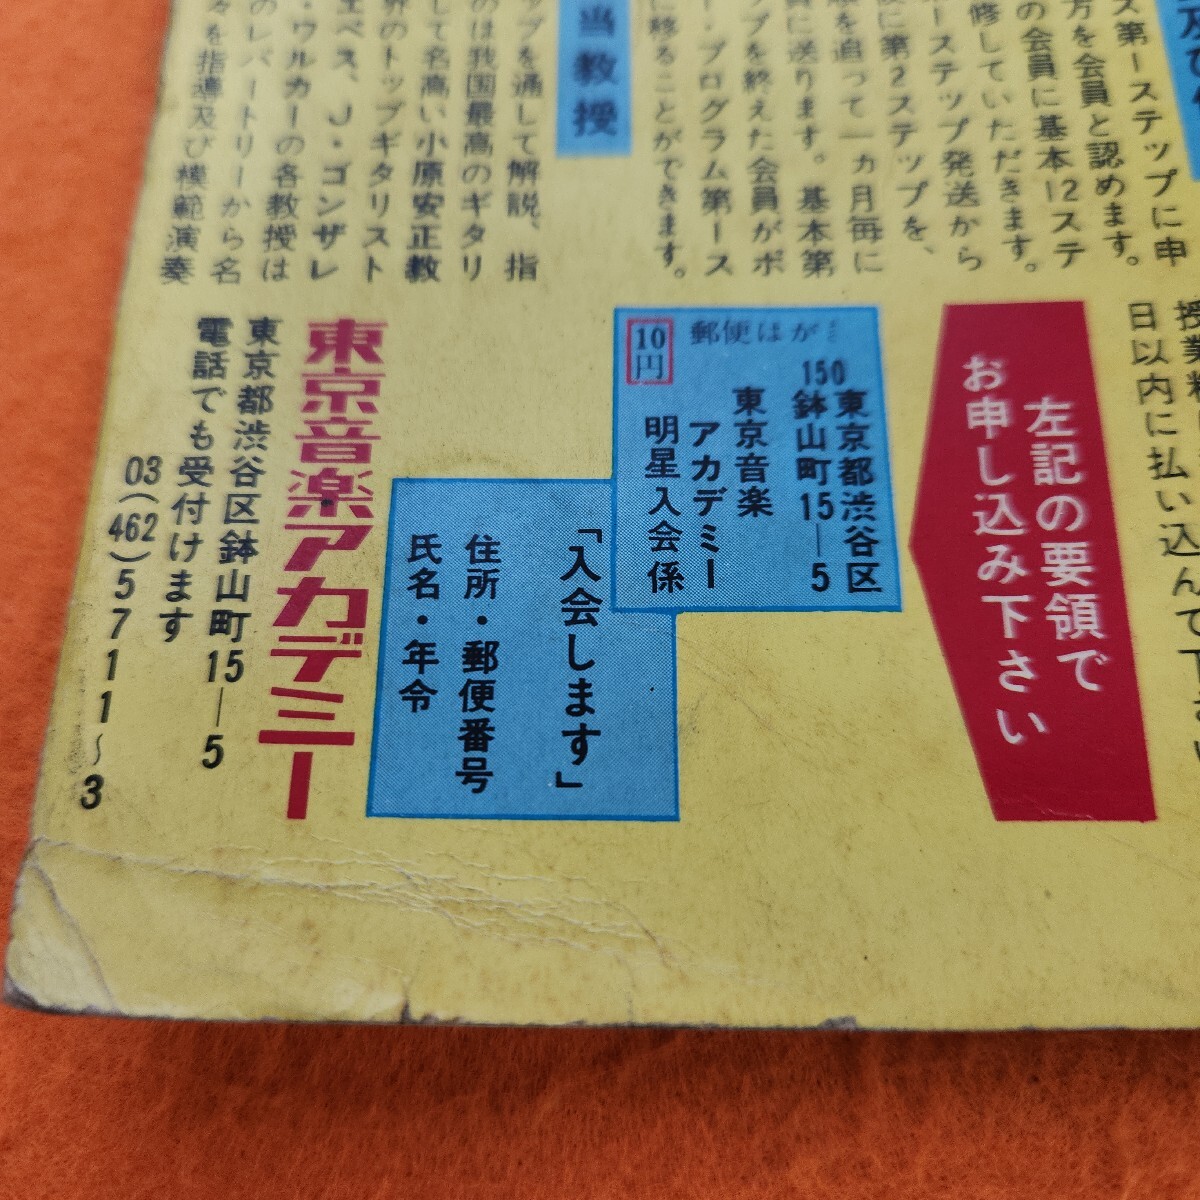 ス第一ステップに申
方を会員と認めます。
の会員に基本12ステ
修していただきます。
ーステップ発送から
に第2ステップを、
を追って一カ月毎に
員に送ります。基本第
ップを終えた会員がポ
ー・プログラム第一ス
に移ることができます。
当教授
ップを通して解説、指
のは我国最高のギタリ
して名高い小原安正教
界のトップギタリスト
エペス、J・ゴンザレ
・ウルカーの各教授は
のレパートリーから名
々を指導及び模範演奏
日以内に払い込んで下さい
左記の要領で
お申し込み下さい
郵便はが
10円
150
東京都渋谷区
鉢山町15―5
東京音楽
アカデミー
明星入会係
「入会します」
住所・郵便番号
氏名・年令
東京音楽アカデミー
東京都渋谷区鉢山町15―5
電話でも受付けます
03(462)5711〜3